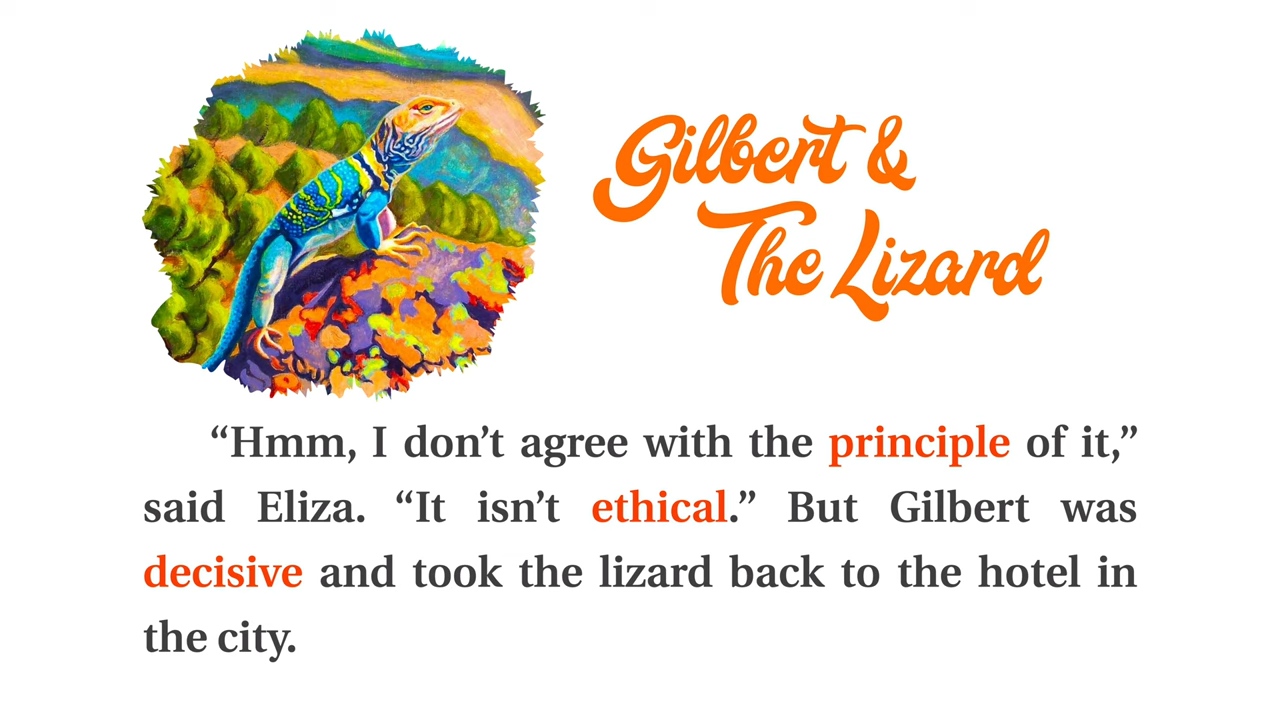 Gilbert &
The Lizard
“Hmm, I don’t agree with the principle of it,”
said Eliza. “It isn’t ethical.” But Gilbert was
decisive and took the lizard back to the hotel in
the city.